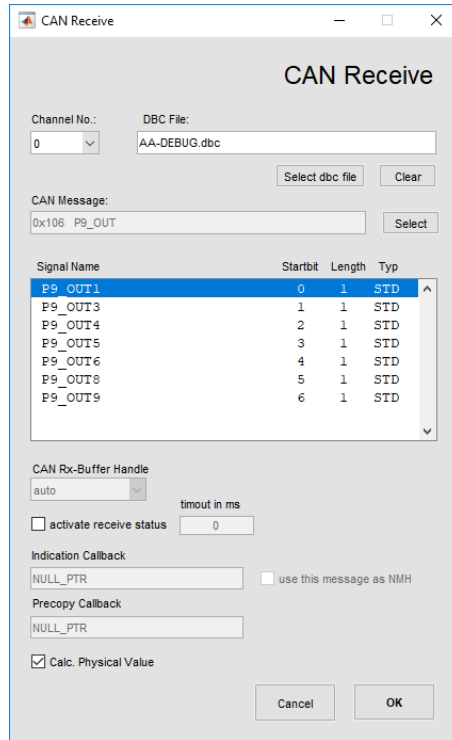 CAN Receive
CAN Receive
Channel No.: DBC File:
0 AA-DEBUG.dbc
Select dbc file Clear
CAN Message:
0x106 P9_OUT Select
Signal Name Startbit Length Typ
P9_OUT1 0 1 STD
P9_OUT3 1 1 STD
P9_OUT4 2 1 STD
P9_OUT5 3 1 STD
P9_OUT6 4 1 STD
P9_OUT8 5 1 STD
P9_OUT9 6 1 STD
CAN Rx-Buffer Handle
auto
timout in ms
activate receive status 0
Indication Callback
NULL_PTR use this message as NMH
Precopy Callback
NULL_PTR
Calc. Physical Value
Cancel OK